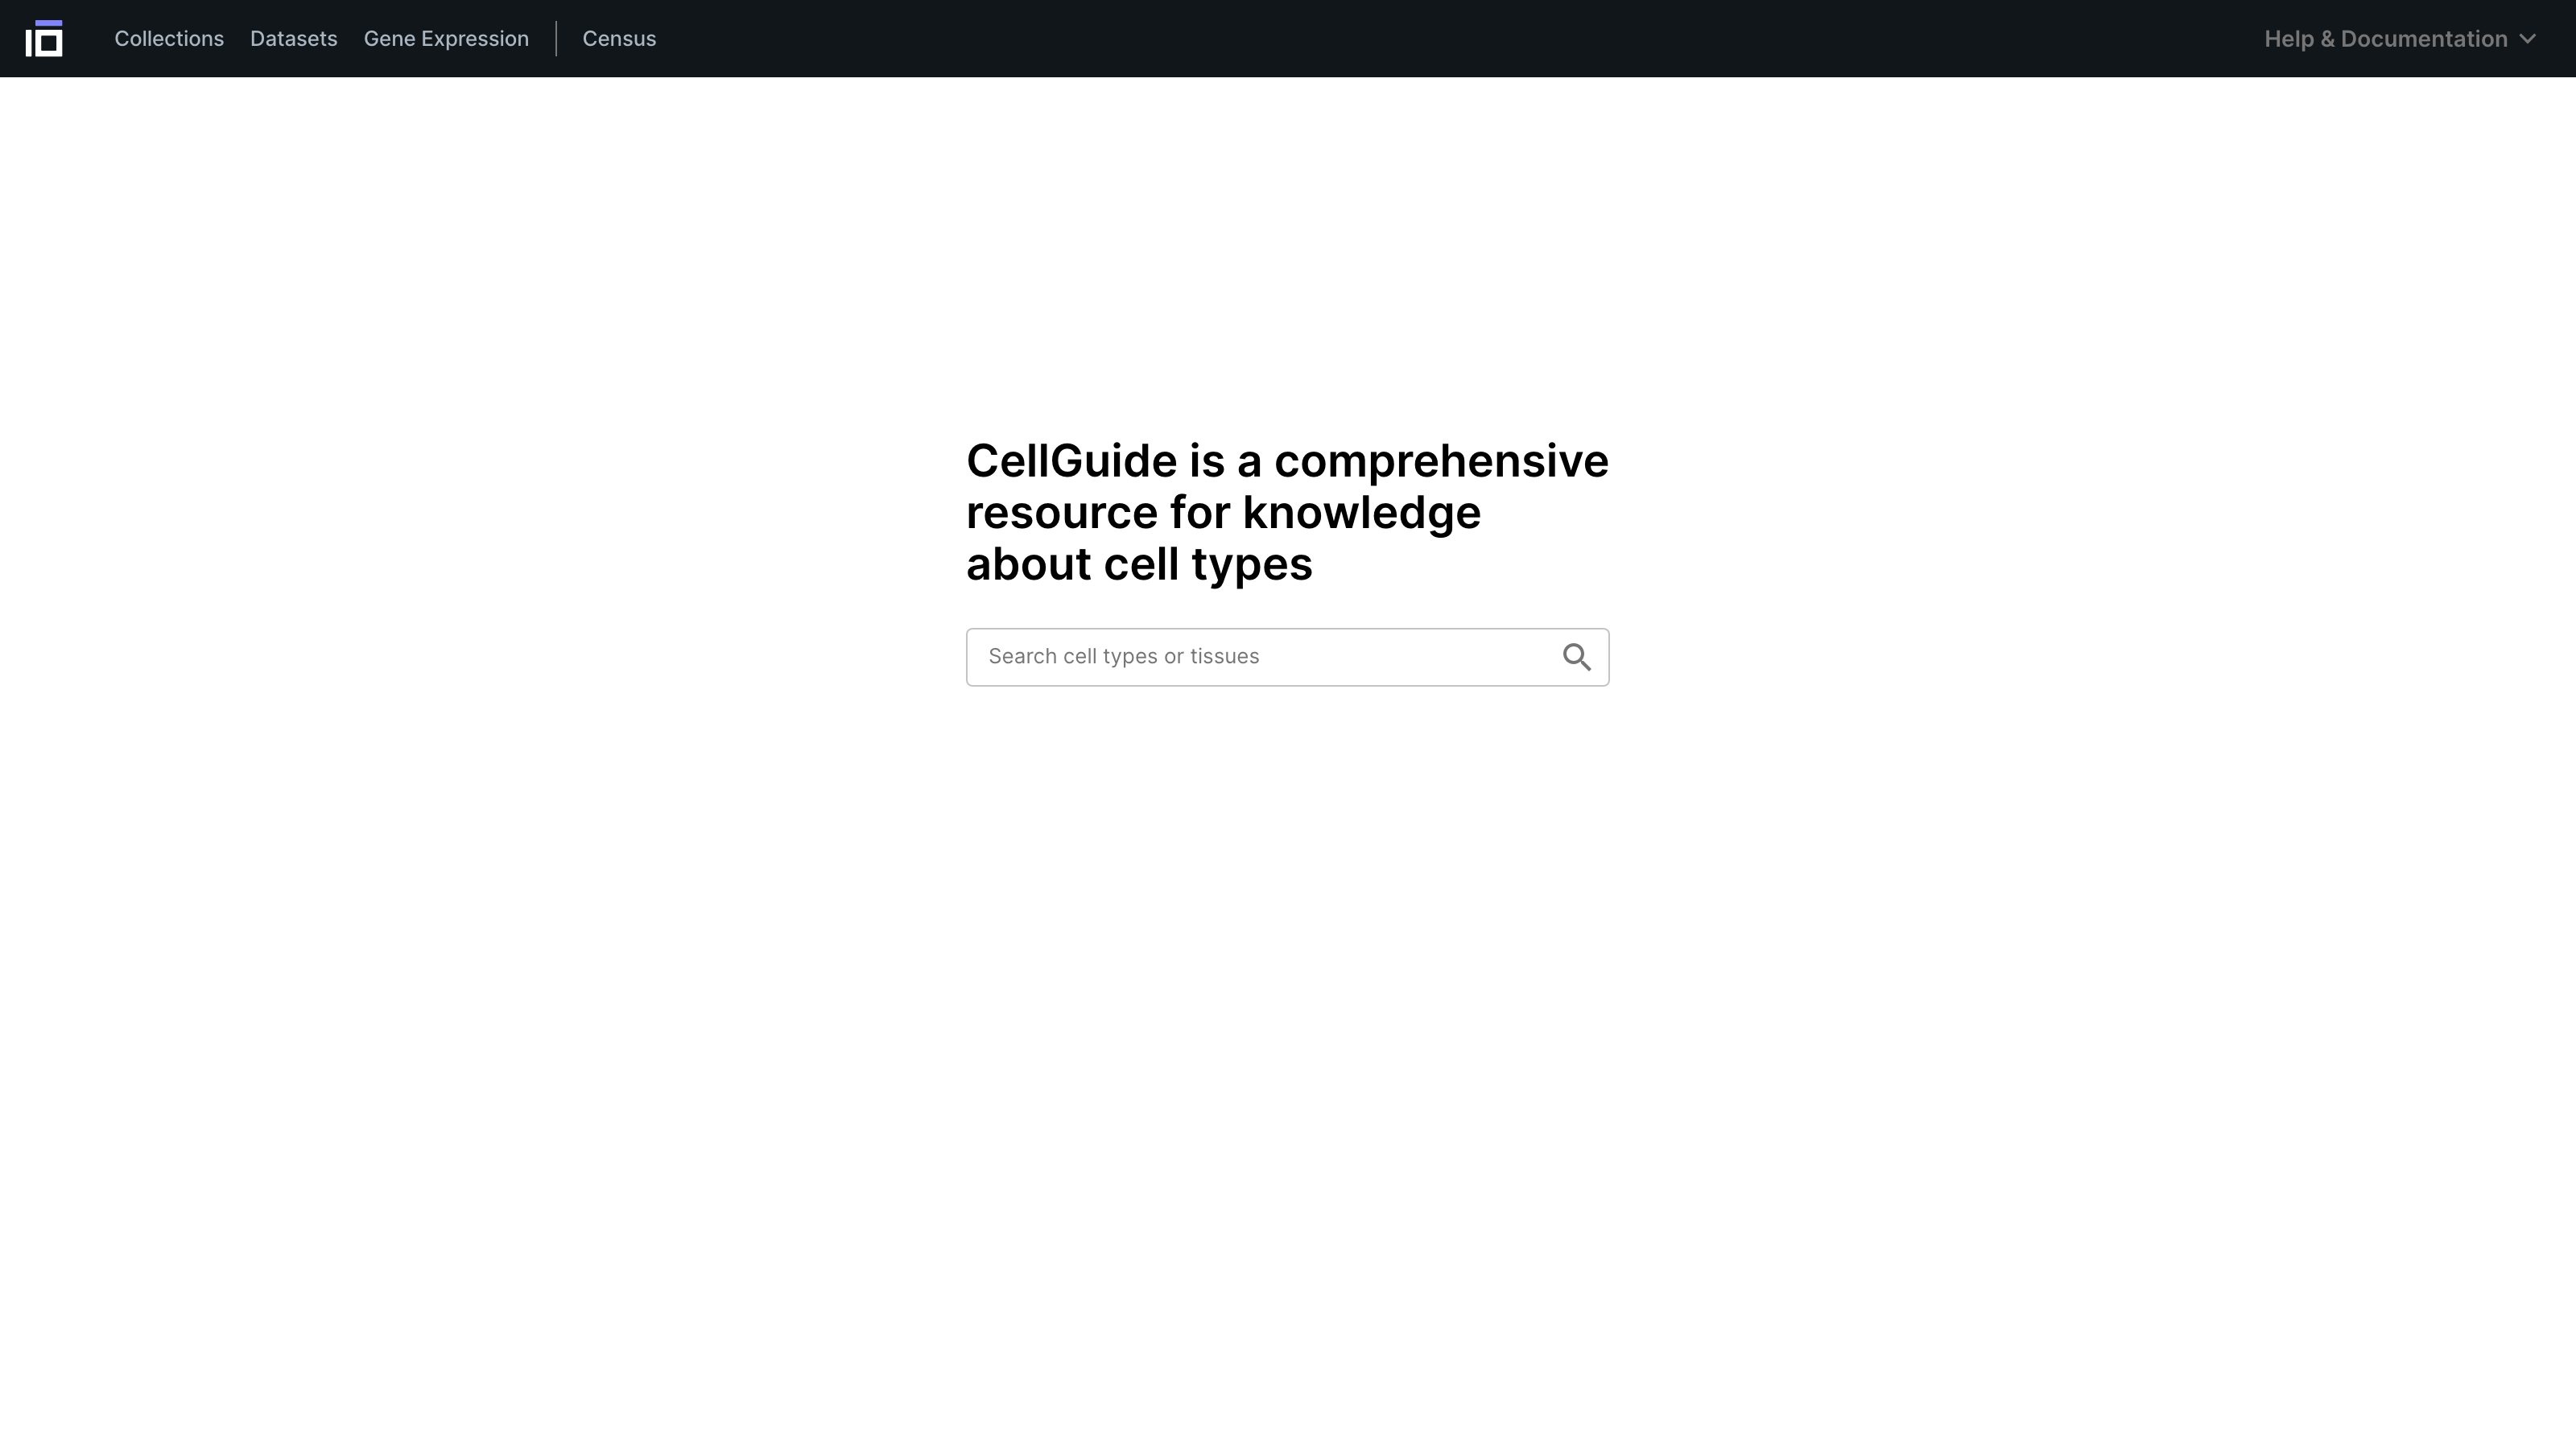 Collections Datasets Gene Expression Census Help & Documentation
CellGuide is a comprehensive
resource for knowledge
about cell types
Search cell types or tissues